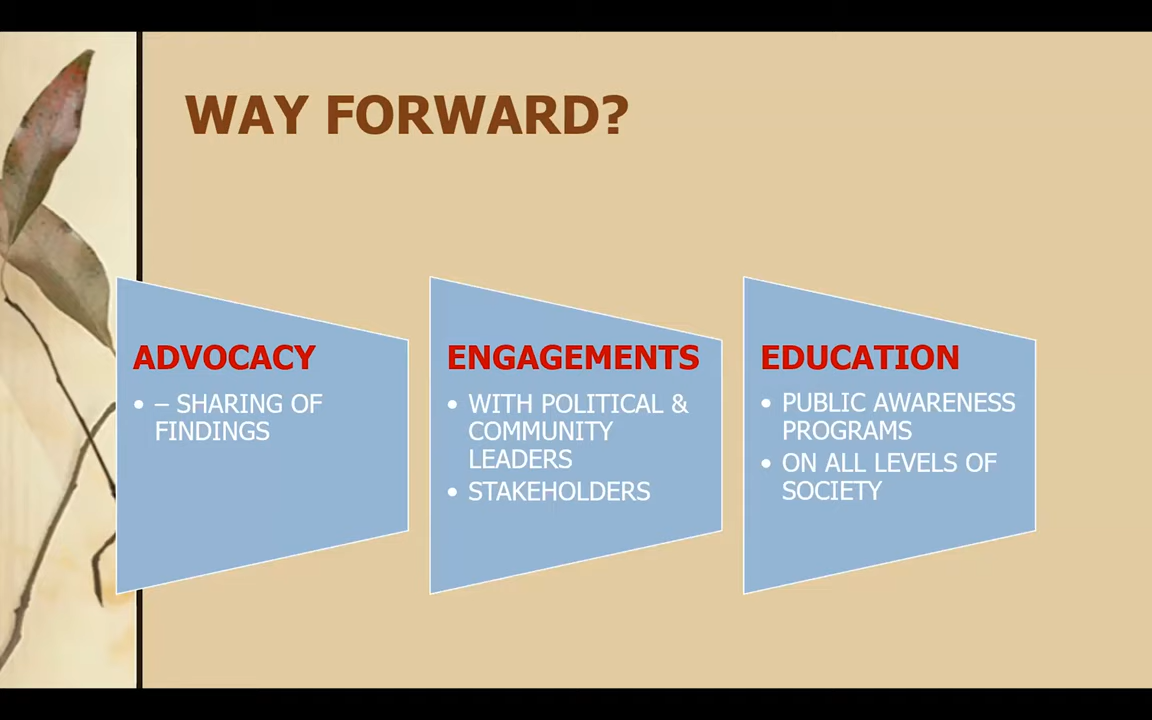 WAY FORWARD?
ADVOCACY
• – SHARING OF
FINDINGS
ENGAGEMENTS
• WITH POLITICAL &
COMMUNITY
LEADERS
• STAKEHOLDERS
EDUCATION
• PUBLIC AWARENESS
PROGRAMS
• ON ALL LEVELS OF
SOCIETY